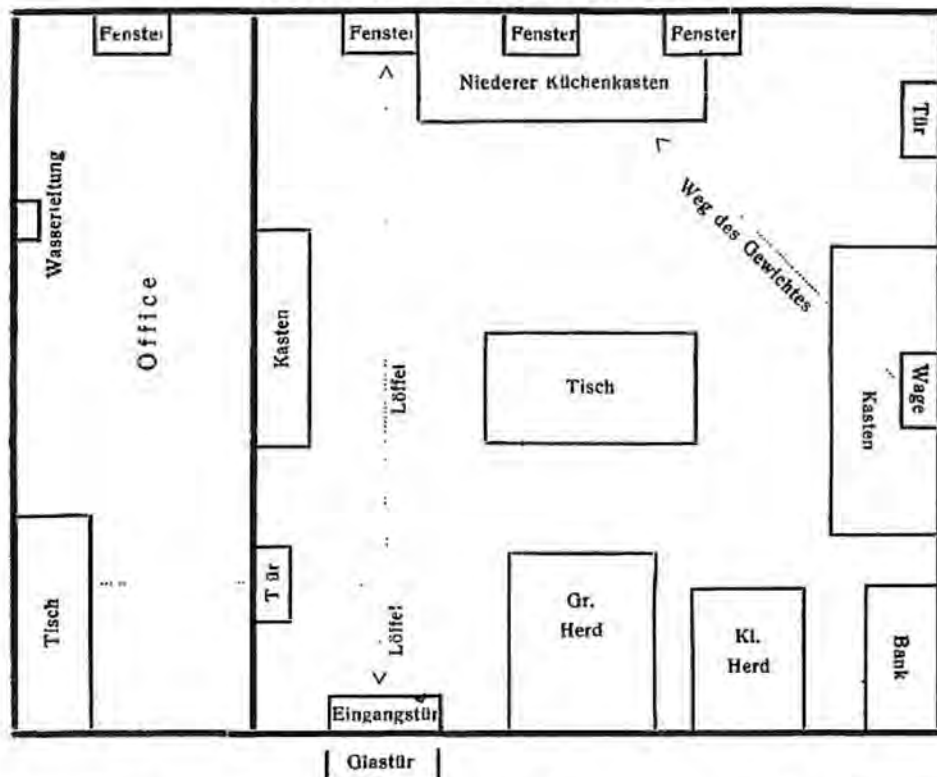 Fenster
Fenster
Fenster
Fenster
Niederer Küchenkasten
Tür
Wasserleitung
Weg des Gewichtes
Office
Kasten
Löffel
Tisch
Wage
Kasten
Tisch
Tür
Löffel
Gr.
Herd
Kl.
Herd
Bank
Eingangstür
Glastür